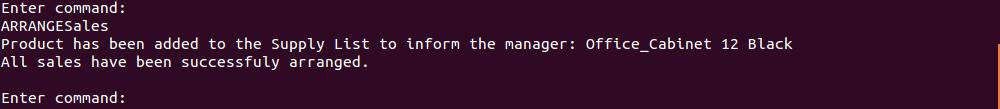 Enter command:
ARRANGESales
Product has been added to the Supply List to inform the manager: Office_Cabinet 12 Black
All sales have been successfuly arranged.
Enter command: